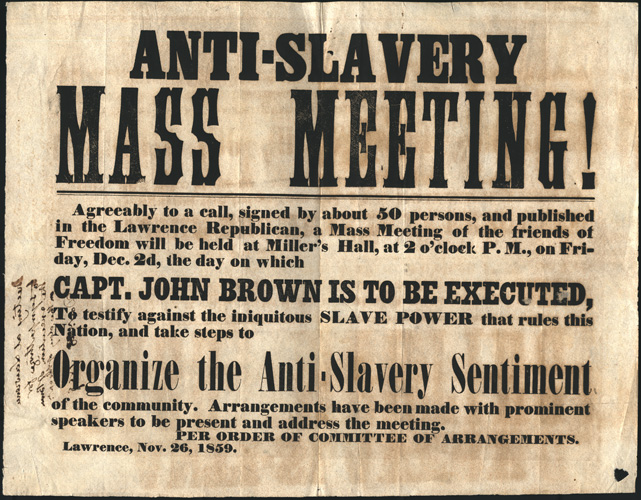 ANTI-SLAVERY
MASS MEETING!
Agreeably to a call, signed by about 50 persons, and published
in the Lawrence Republican, a Mass Meeting of the friends of
Freedom will be held at Miller's Hall, at 2 o'clock P. M., on Fri-
day, Dec. 2d, the day on which
CAPT. JOHN BROWN IS TO BE EXECUTED,
To testify against the iniquitous SLAVE POWER that rules this
Nation, and take steps to
Organize the Anti-Slavery Sentiment
of the community. Arrangements have been made with prominent
speakers to be present and address the meeting.
PER ORDER OF COMMITTEE OF ARRANGEMENTS.
Lawrence, Nov. 26, 1859.